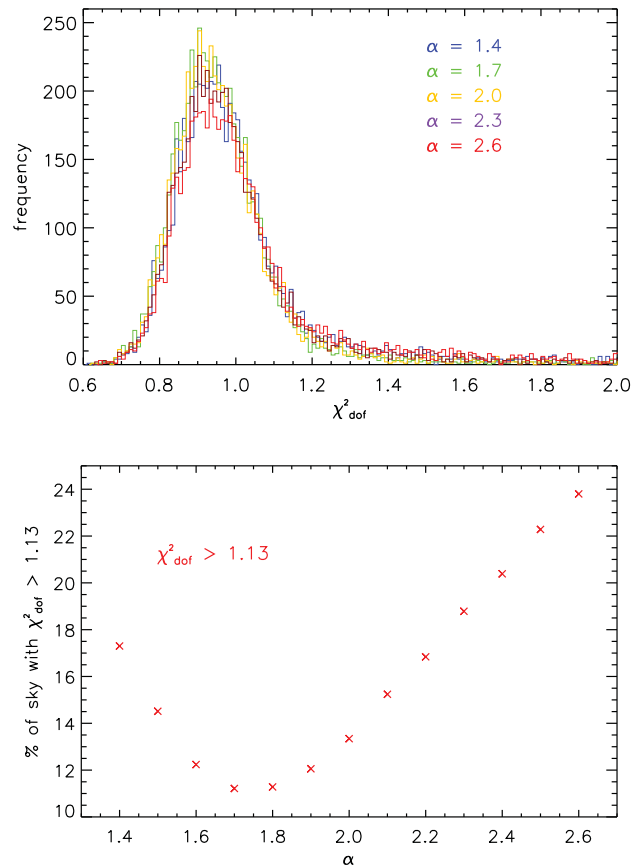 250
200
150
100
50
0
frequency
α = 1.4
α = 1.7
α = 2.0
α = 2.3
α = 2.6
0.6 0.8 1.0 1.2 1.4 1.6 1.8 2.0
χ²dof
24
22
20
18
16
14
12
10
% of sky with χ²dof > 1.13
χ²dof > 1.13
1.4 1.6 1.8 2.0 2.2 2.4 2.6
α